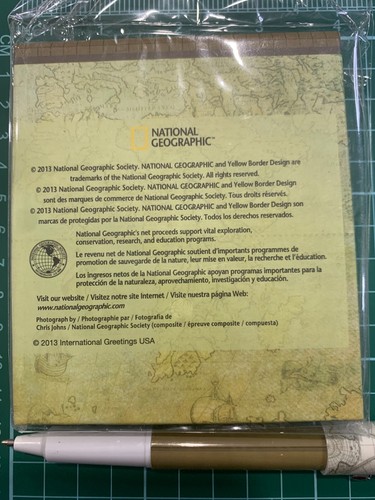 NATIONAL
GEOGRAPHIC™
© 2013 National Geographic Society. NATIONAL GEOGRAPHIC and Yellow Border Design are
trademarks of the National Geographic Society. All rights reserved.
© 2013 National Geographic Society. NATIONAL GEOGRAPHIC and Yellow Border Design
sont des marques de commerce de National Geographic Society. Tous droits réservés.
© 2013 National Geographic Society. NATIONAL GEOGRAPHIC and Yellow Border Design son
marcas de protegidas por la National Geographic Society. Todos los derechos reservados.
National Geographic's net proceeds support vital exploration,
conservation, research, and education programs.
Le revenu net de National Geographic soutient d'importants programmes de
promotion de sauvegarde de la nature, leur mise en valeur, la recherche et l'éducation.
Los ingresos netos de la National Geographic apoyan programas importantes para la
protección de la naturaleza, aprovechamiento, investigación y educación.
Visit our website / Visitez notre site Internet / Visite nuestra página Web:
www.nationalgeographic.com
Photograph by / Photographie par / Fotografía de
Chris Johns / National Geographic Society (composite / épreuve composite / compuesta)
© 2013 International Greetings USA